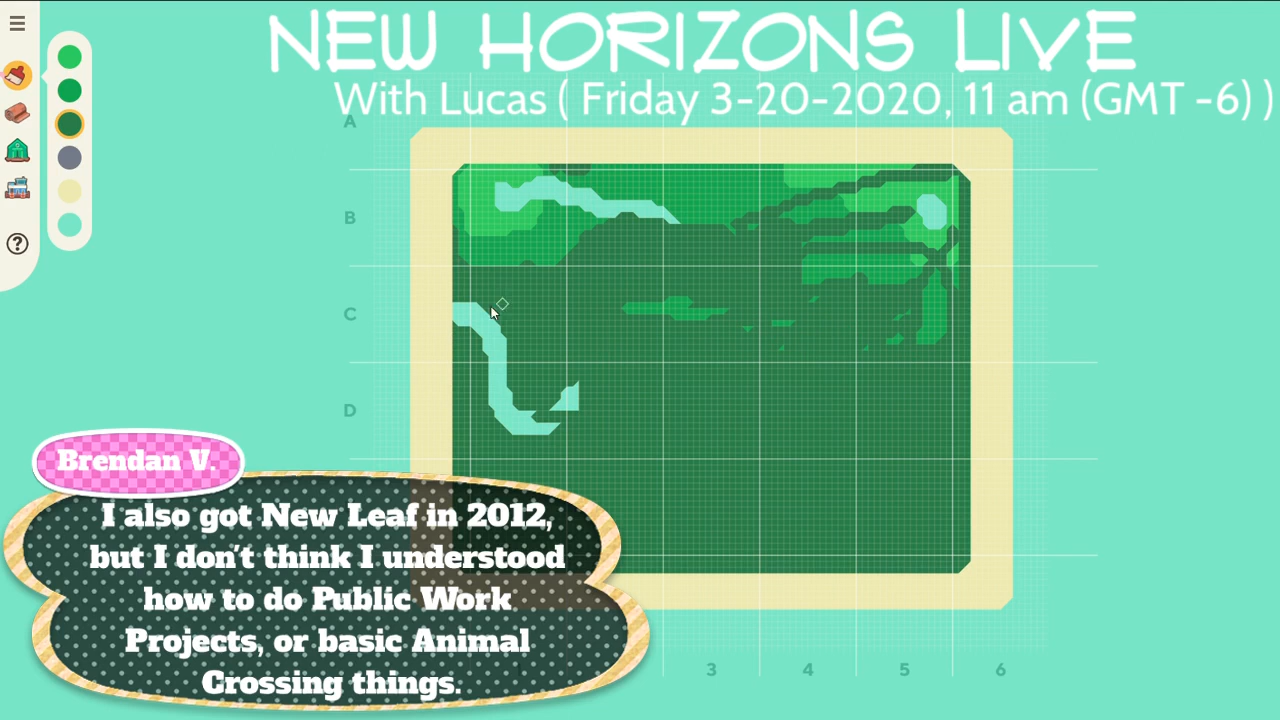 NEW HORIZONS LIVE
With Lucas ( Friday 3-20-2020, 11 am (GMT -6) )
A
B
C
D
Brendan V.
I also got New Leaf in 2012,
but I don't think I understood
how to do Public Work
Projects, or basic Animal
Crossing things.
3
4
5
6